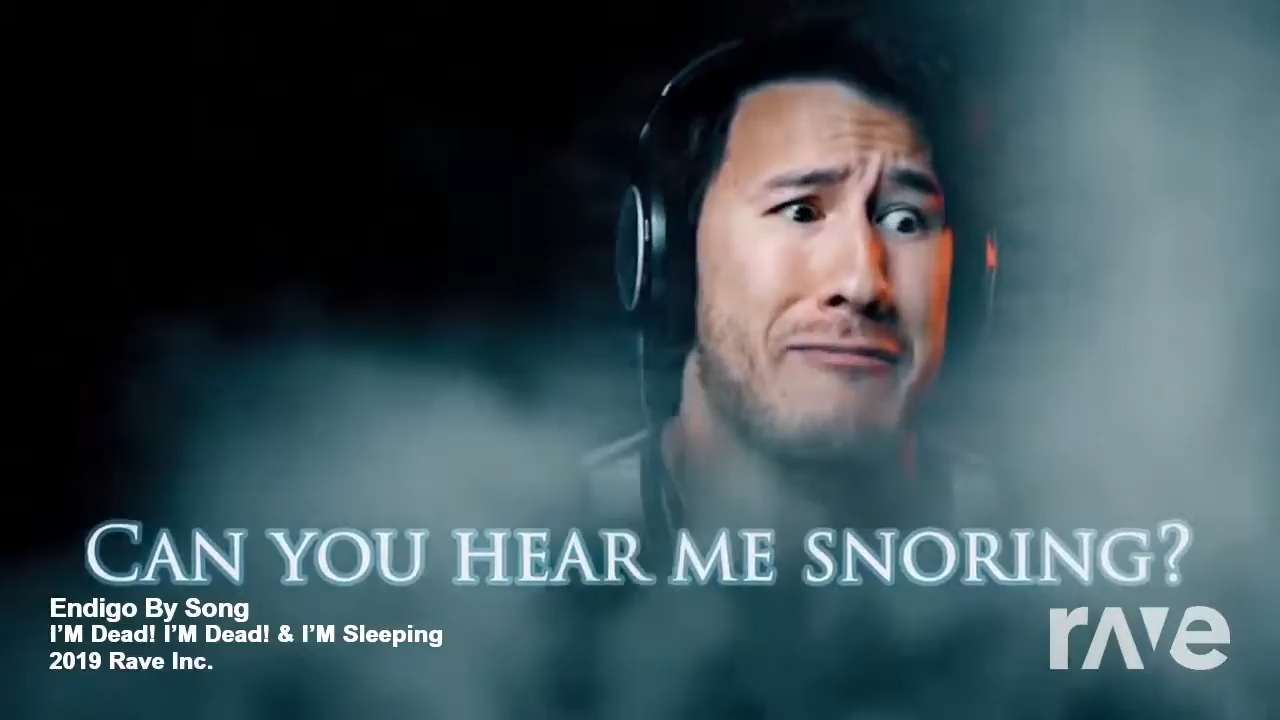 CAN YOU HEAR ME SNORING?
Endigo By Song
I’M Dead! I’M Dead! & I’M Sleeping
2019 Rave Inc.
rave